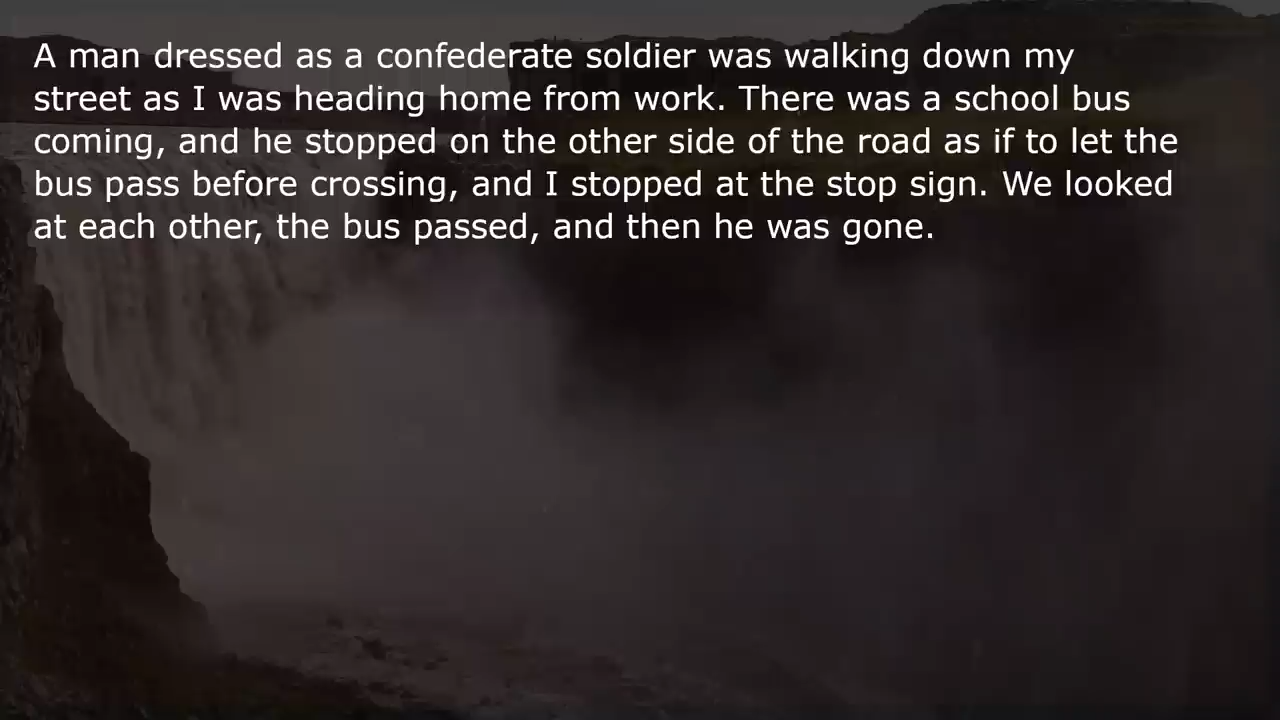 A man dressed as a confederate soldier was walking down my
street as I was heading home from work. There was a school bus
coming, and he stopped on the other side of the road as if to let the
bus pass before crossing, and I stopped at the stop sign. We looked
at each other, the bus passed, and then he was gone.